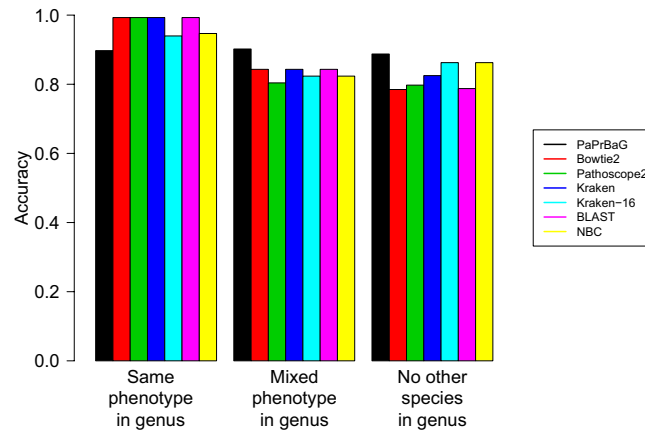 1.0
0.8
0.6
0.4
0.2
0.0
Accuracy
Same
phenotype
in genus
Mixed
phenotype
in genus
No other
species
in genus
PaPrBaG
Bowtie2
Pathoscope2
Kraken
Kraken−16
BLAST
NBC